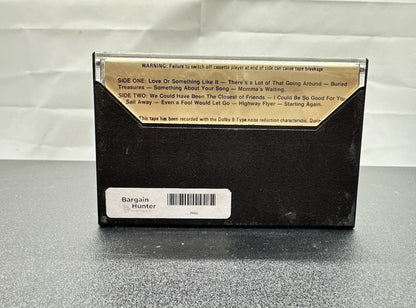 WARNING: Failure to switch off cassette player at end of side can cause tape breakage.
SIDE ONE: Love Or Something Like It — There's a Lot of That Going Around — Buried
Treasures — Something About Your Song — Momma's Waiting.
SIDE TWO: We Could Have Been The Closest of Friends — I Could Be So Good For You
Sail Away — Even a Fool Would Let Go — Highway Flyer — Starting Again.
This tape has been recorded with the Dolby B-Type noise reduction characteristic.
Bargain
Hunter